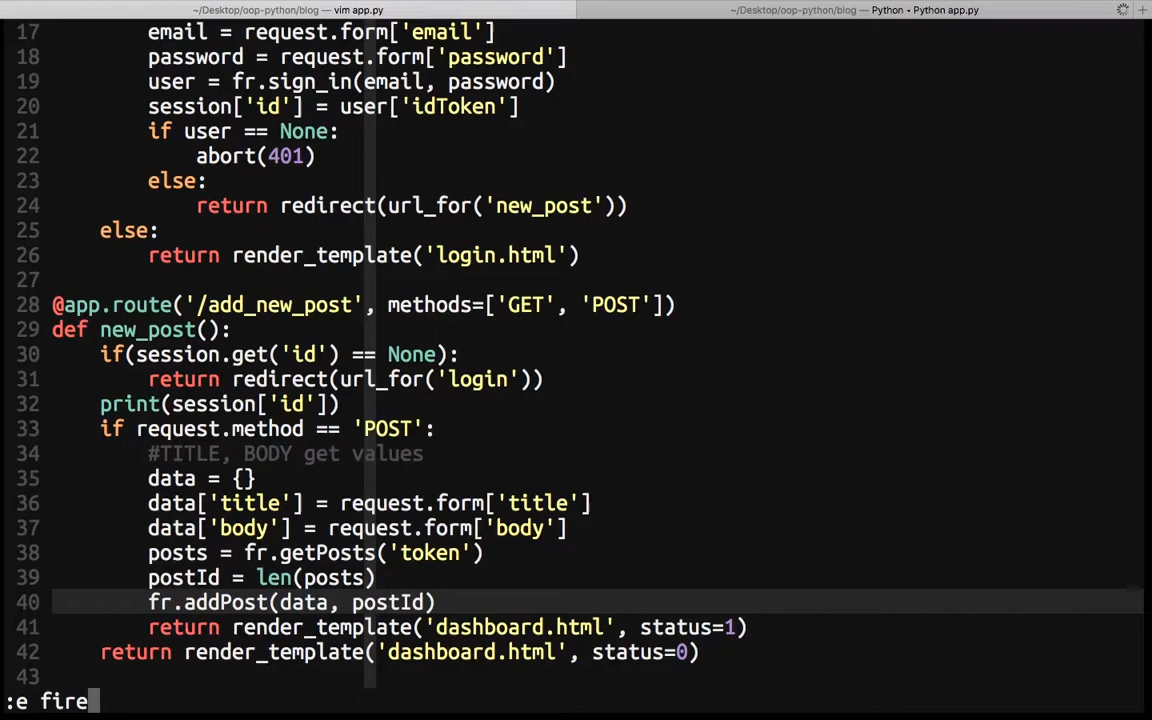 ~/Desktop/oop-python/blog — vim app.py
~/Desktop/oop-python/blog — Python • Python app.py
17 email = request.form['email']
18 password = request.form['password']
19 user = fr.sign_in(email, password)
20 session['id'] = user['idToken']
21 if user == None:
22 abort(401)
23 else:
24 return redirect(url_for('new_post'))
25 else:
26 return render_template('login.html')
27
28 @app.route('/add_new_post', methods=['GET', 'POST'])
29 def new_post():
30 if(session.get('id') == None):
31 return redirect(url_for('login'))
32 print(session['id'])
33 if request.method == 'POST':
34 #TITLE, BODY get values
35 data = {}
36 data['title'] = request.form['title']
37 data['body'] = request.form['body']
38 posts = fr.getPosts('token')
39 postId = len(posts)
40 fr.addPost(data, postId)
41 return render_template('dashboard.html', status=1)
42 return render_template('dashboard.html', status=0)
43
:e fire